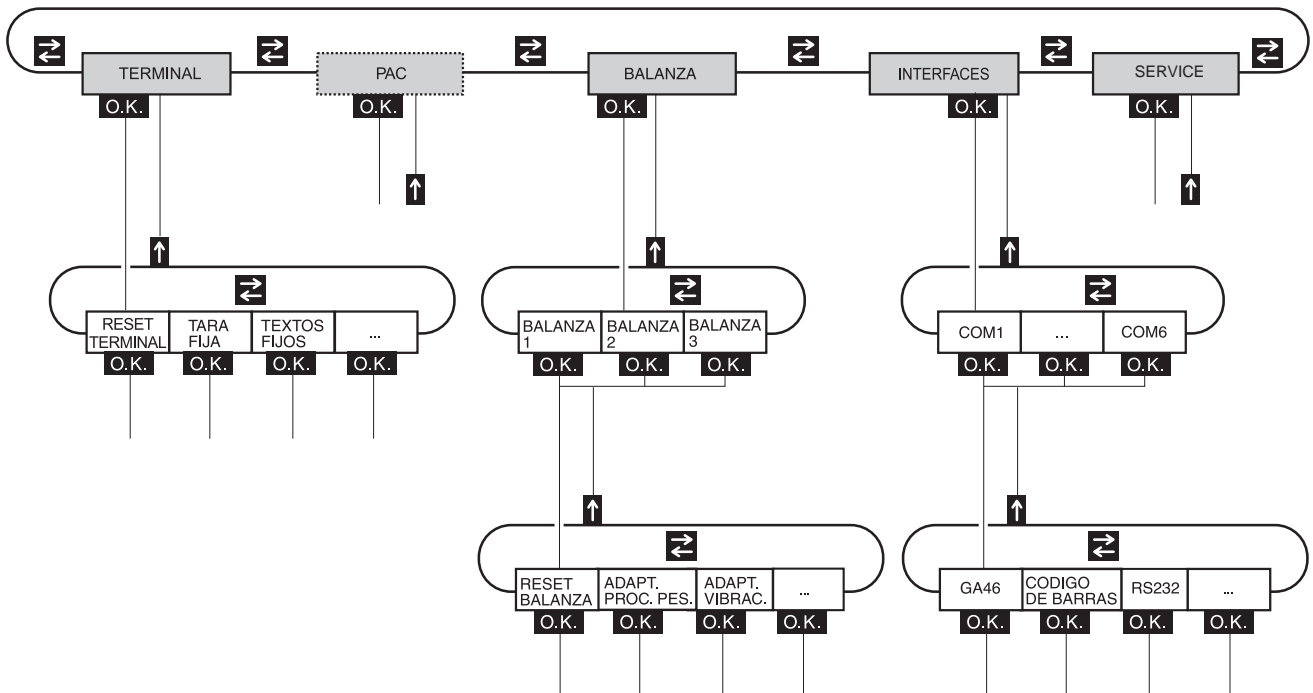 TERMINAL
PAC
BALANZA
INTERFACES
SERVICE
O.K.
O.K.
O.K.
O.K.
O.K.
RESET TERMINAL
TARA FIJA
TEXTOS FIJOS
...
O.K.
O.K.
O.K.
O.K.
BALANZA 1
BALANZA 2
BALANZA 3
O.K.
O.K.
O.K.
COM1
...
COM6
O.K.
O.K.
O.K.
RESET BALANZA
ADAPT. PROC. PES.
ADAPT. VIBRAC.
...
O.K.
O.K.
O.K.
O.K.
GA46
CODIGO DE BARRAS
RS232
...
O.K.
O.K.
O.K.
O.K.